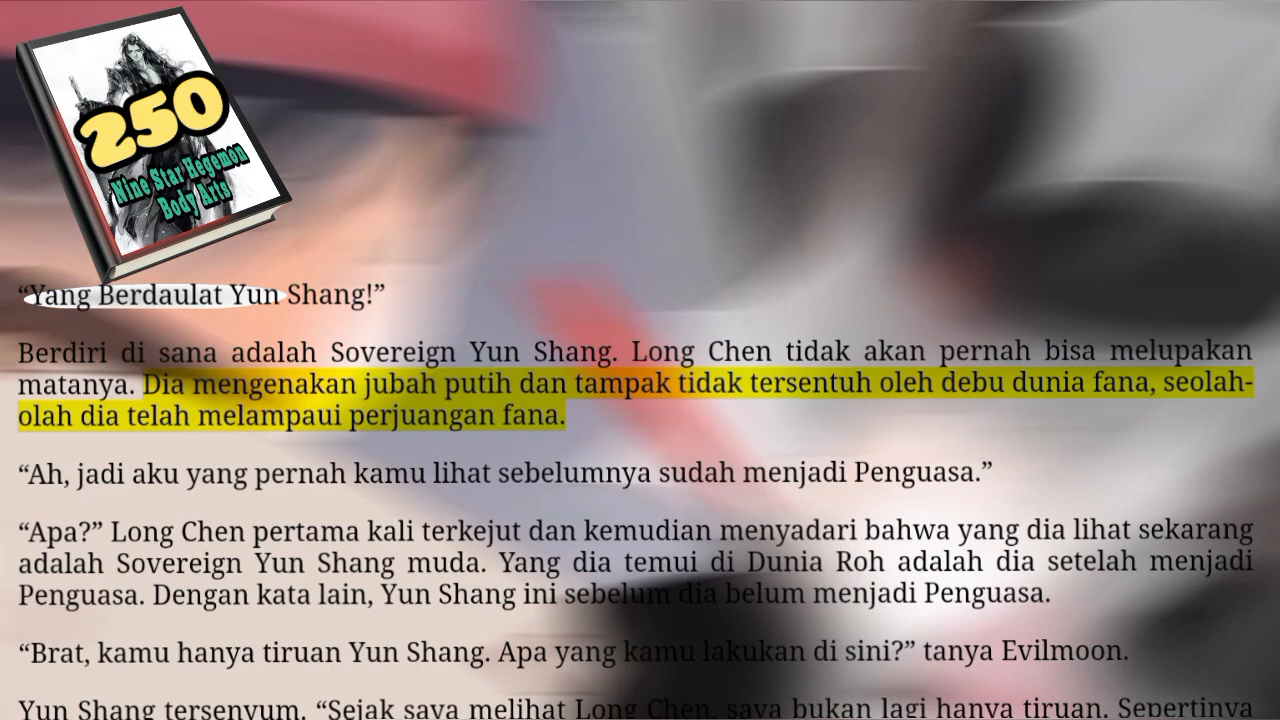 250
Nine Star Hegemon
Body Arts
“Yang Berdaulat Yun Shang!”
Berdiri di sana adalah Sovereign Yun Shang. Long Chen tidak akan pernah bisa melupakan
matanya. Dia mengenakan jubah putih dan tampak tidak tersentuh oleh debu dunia fana, seolah-
olah dia telah melampaui perjuangan fana.
“Ah, jadi aku yang pernah kamu lihat sebelumnya sudah menjadi Penguasa.”
“Apa?” Long Chen pertama kali terkejut dan kemudian menyadari bahwa yang dia lihat sekarang
adalah Sovereign Yun Shang muda. Yang dia temui di Dunia Roh adalah dia setelah menjadi
Penguasa. Dengan kata lain, Yun Shang ini sebelum dia belum menjadi Penguasa.
“Brat, kamu hanya tiruan Yun Shang. Apa yang kamu lakukan di sini?” tanya Evilmoon.
Yun Shang tersenyum. “Sejak saya melihat Long Chen, saya bukan lagi hanya tiruan. Sepertinya